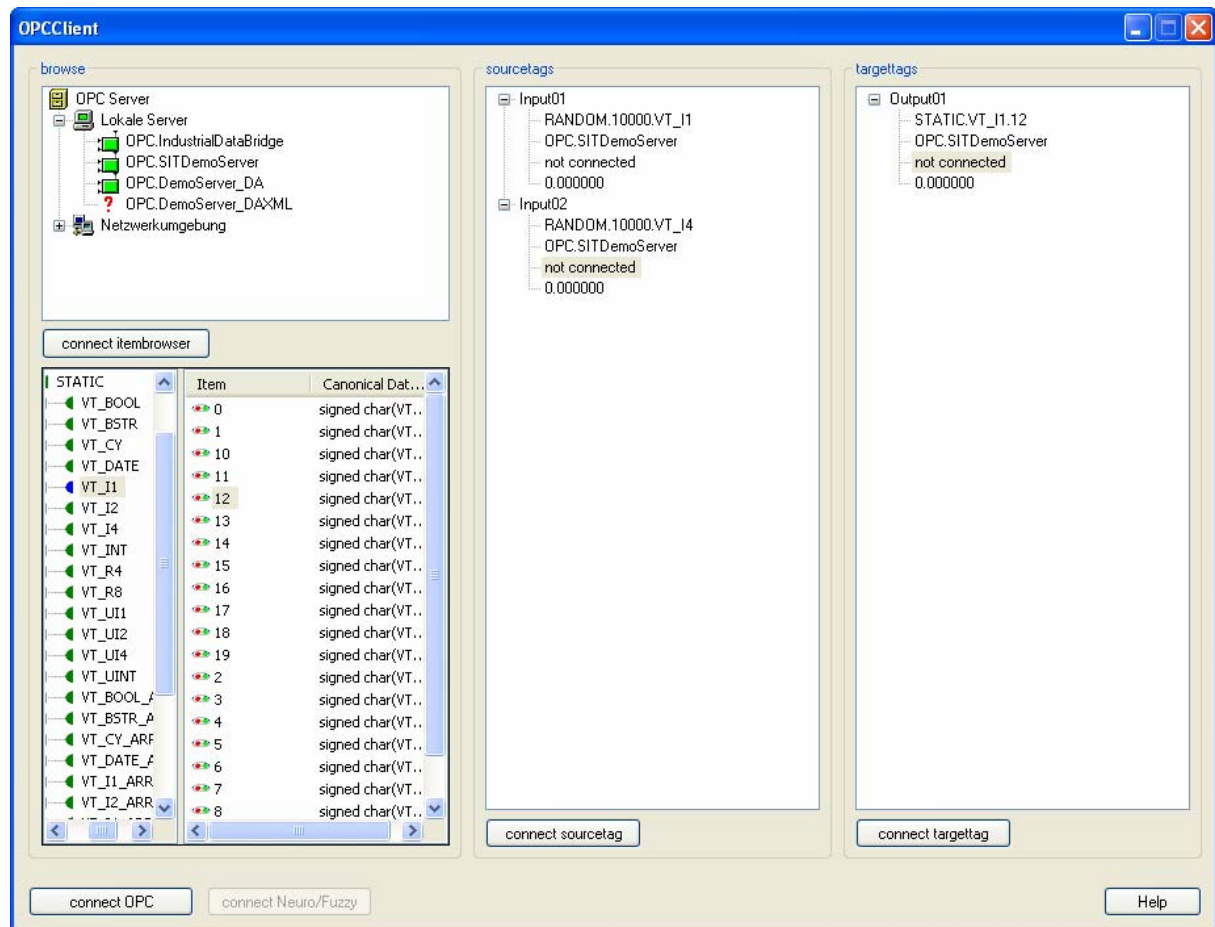 OPCClient
browse
OPC Server
Lokale Server
OPC.IndustrialDataBridge
OPC.SITDemoServer
OPC.DemoServer_DA
? OPC.DemoServer_DAXML
Netzwerkumgebung
connect itembrowser
STATIC
VT_BOOL
VT_BSTR
VT_CY
VT_DATE
VT_I1
VT_I2
VT_I4
VT_INT
VT_R4
VT_R8
VT_UI1
VT_UI2
VT_UI4
VT_UINT
VT_BOOL_A
VT_BSTR_A
VT_CY_ARF
VT_DATE_A
VT_I1_ARR
VT_I2_ARR
Item Canonical Dat...
0 signed char(VT..
1 signed char(VT..
10 signed char(VT..
11 signed char(VT..
12 signed char(VT..
13 signed char(VT..
14 signed char(VT..
15 signed char(VT..
16 signed char(VT..
17 signed char(VT..
18 signed char(VT..
19 signed char(VT..
2 signed char(VT..
3 signed char(VT..
4 signed char(VT..
5 signed char(VT..
6 signed char(VT..
7 signed char(VT..
8 signed char(VT..
sourcetags
Input01
RANDOM.10000.VT_I1
OPC.SITDemoServer
not connected
0.000000
Input02
RANDOM.10000.VT_I4
OPC.SITDemoServer
not connected
0.000000
connect sourcetag
targettags
Output01
STATIC.VT_I1.12
OPC.SITDemoServer
not connected
0.000000
connect targettag
connect OPC
connect Neuro/Fuzzy
Help